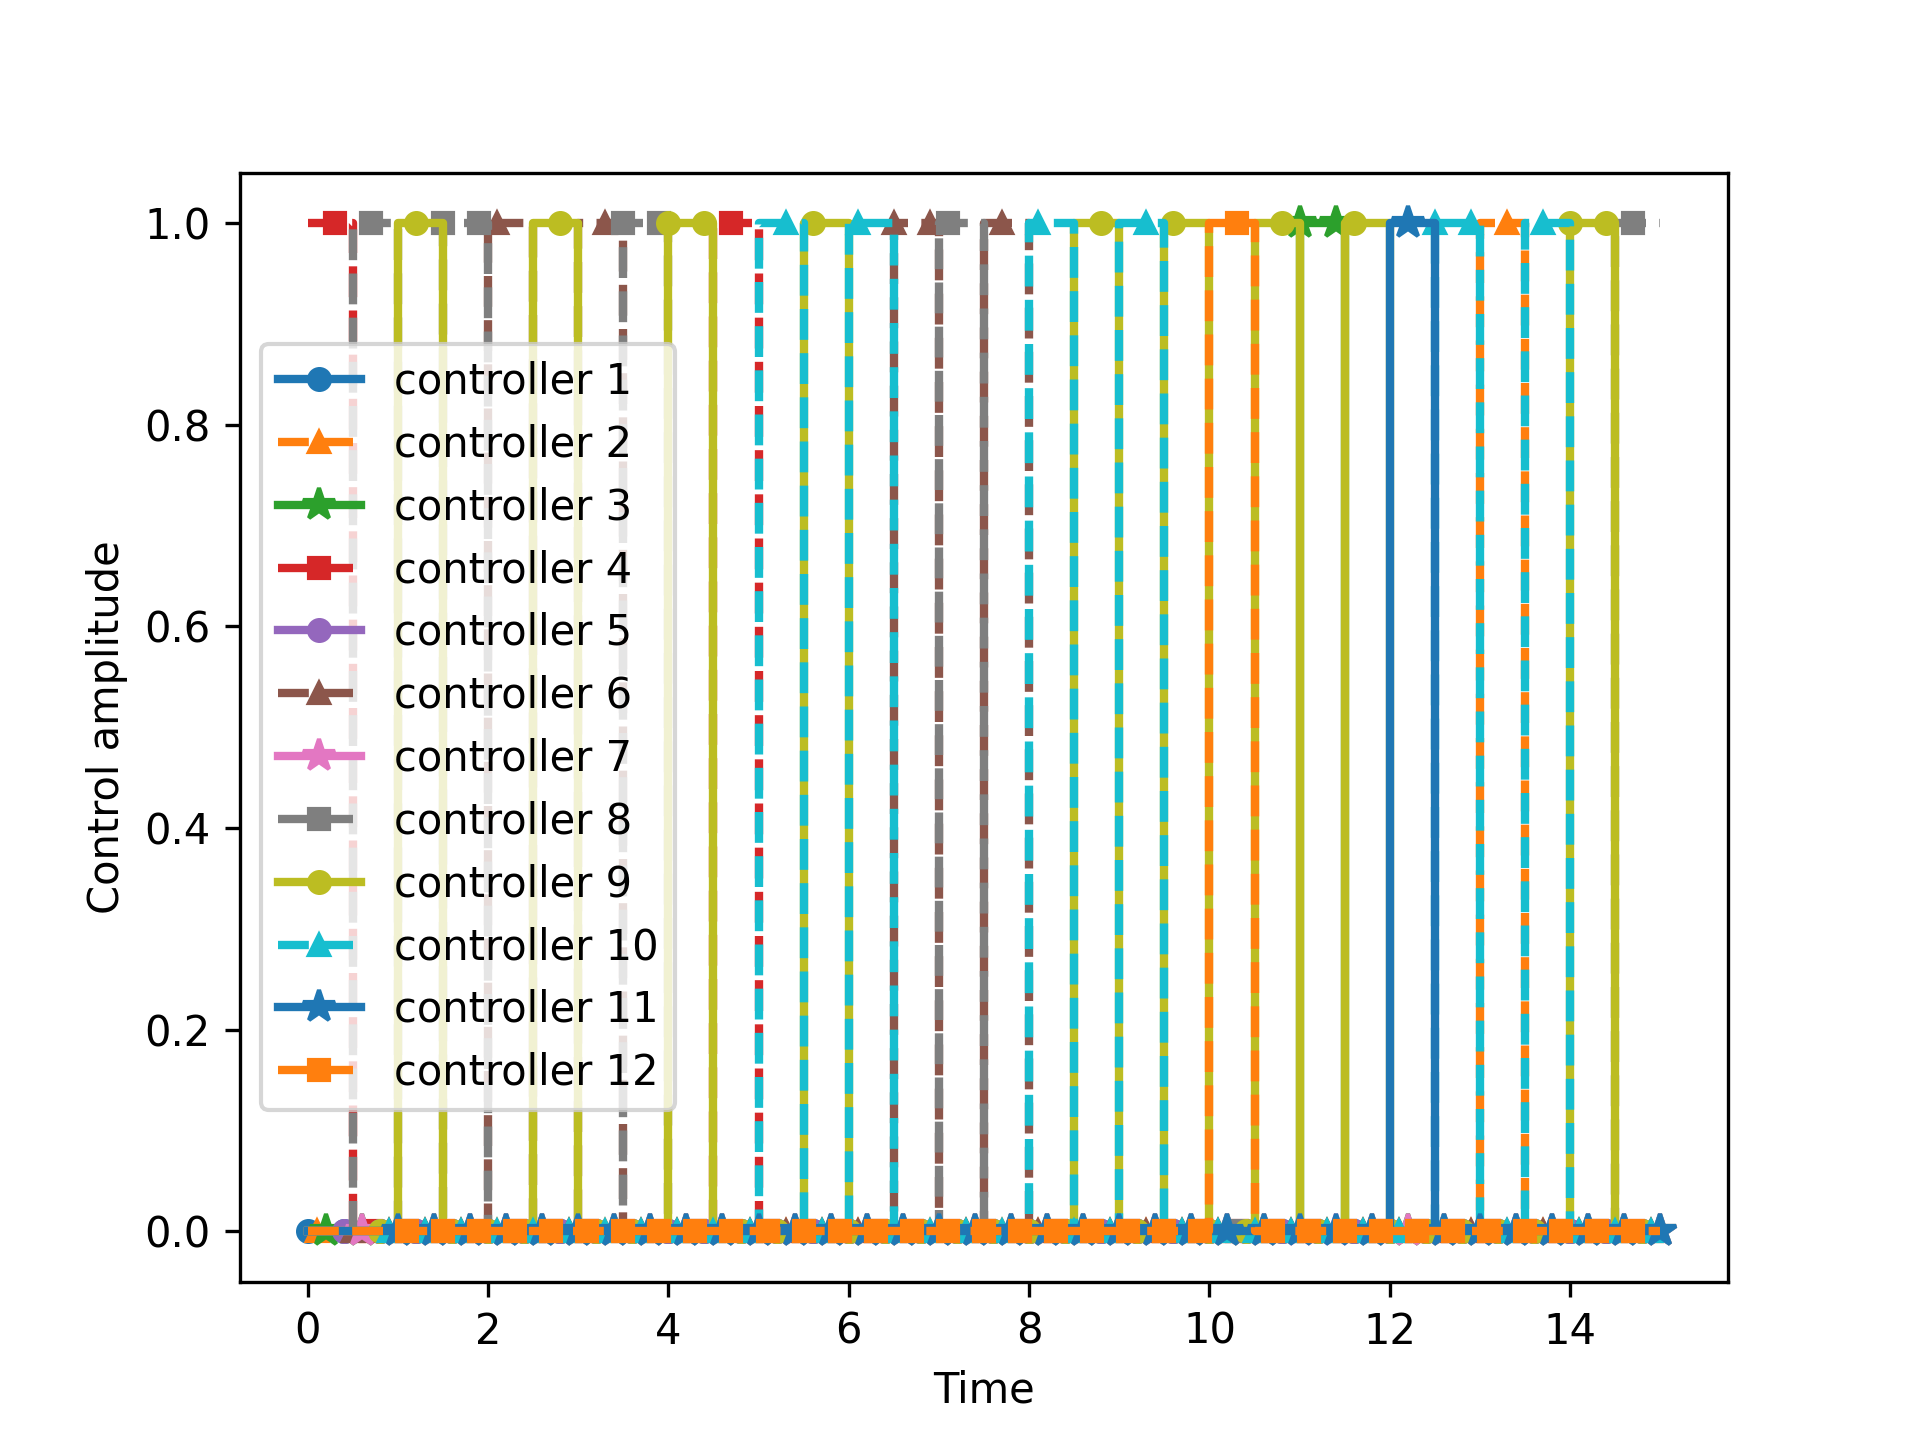 1.0
0.8
0.6
0.4
0.2
0.0
Control amplitude
controller 1
controller 2
controller 3
controller 4
controller 5
controller 6
controller 7
controller 8
controller 9
controller 10
controller 11
controller 12
0 2 4 6 8 10 12 14
Time